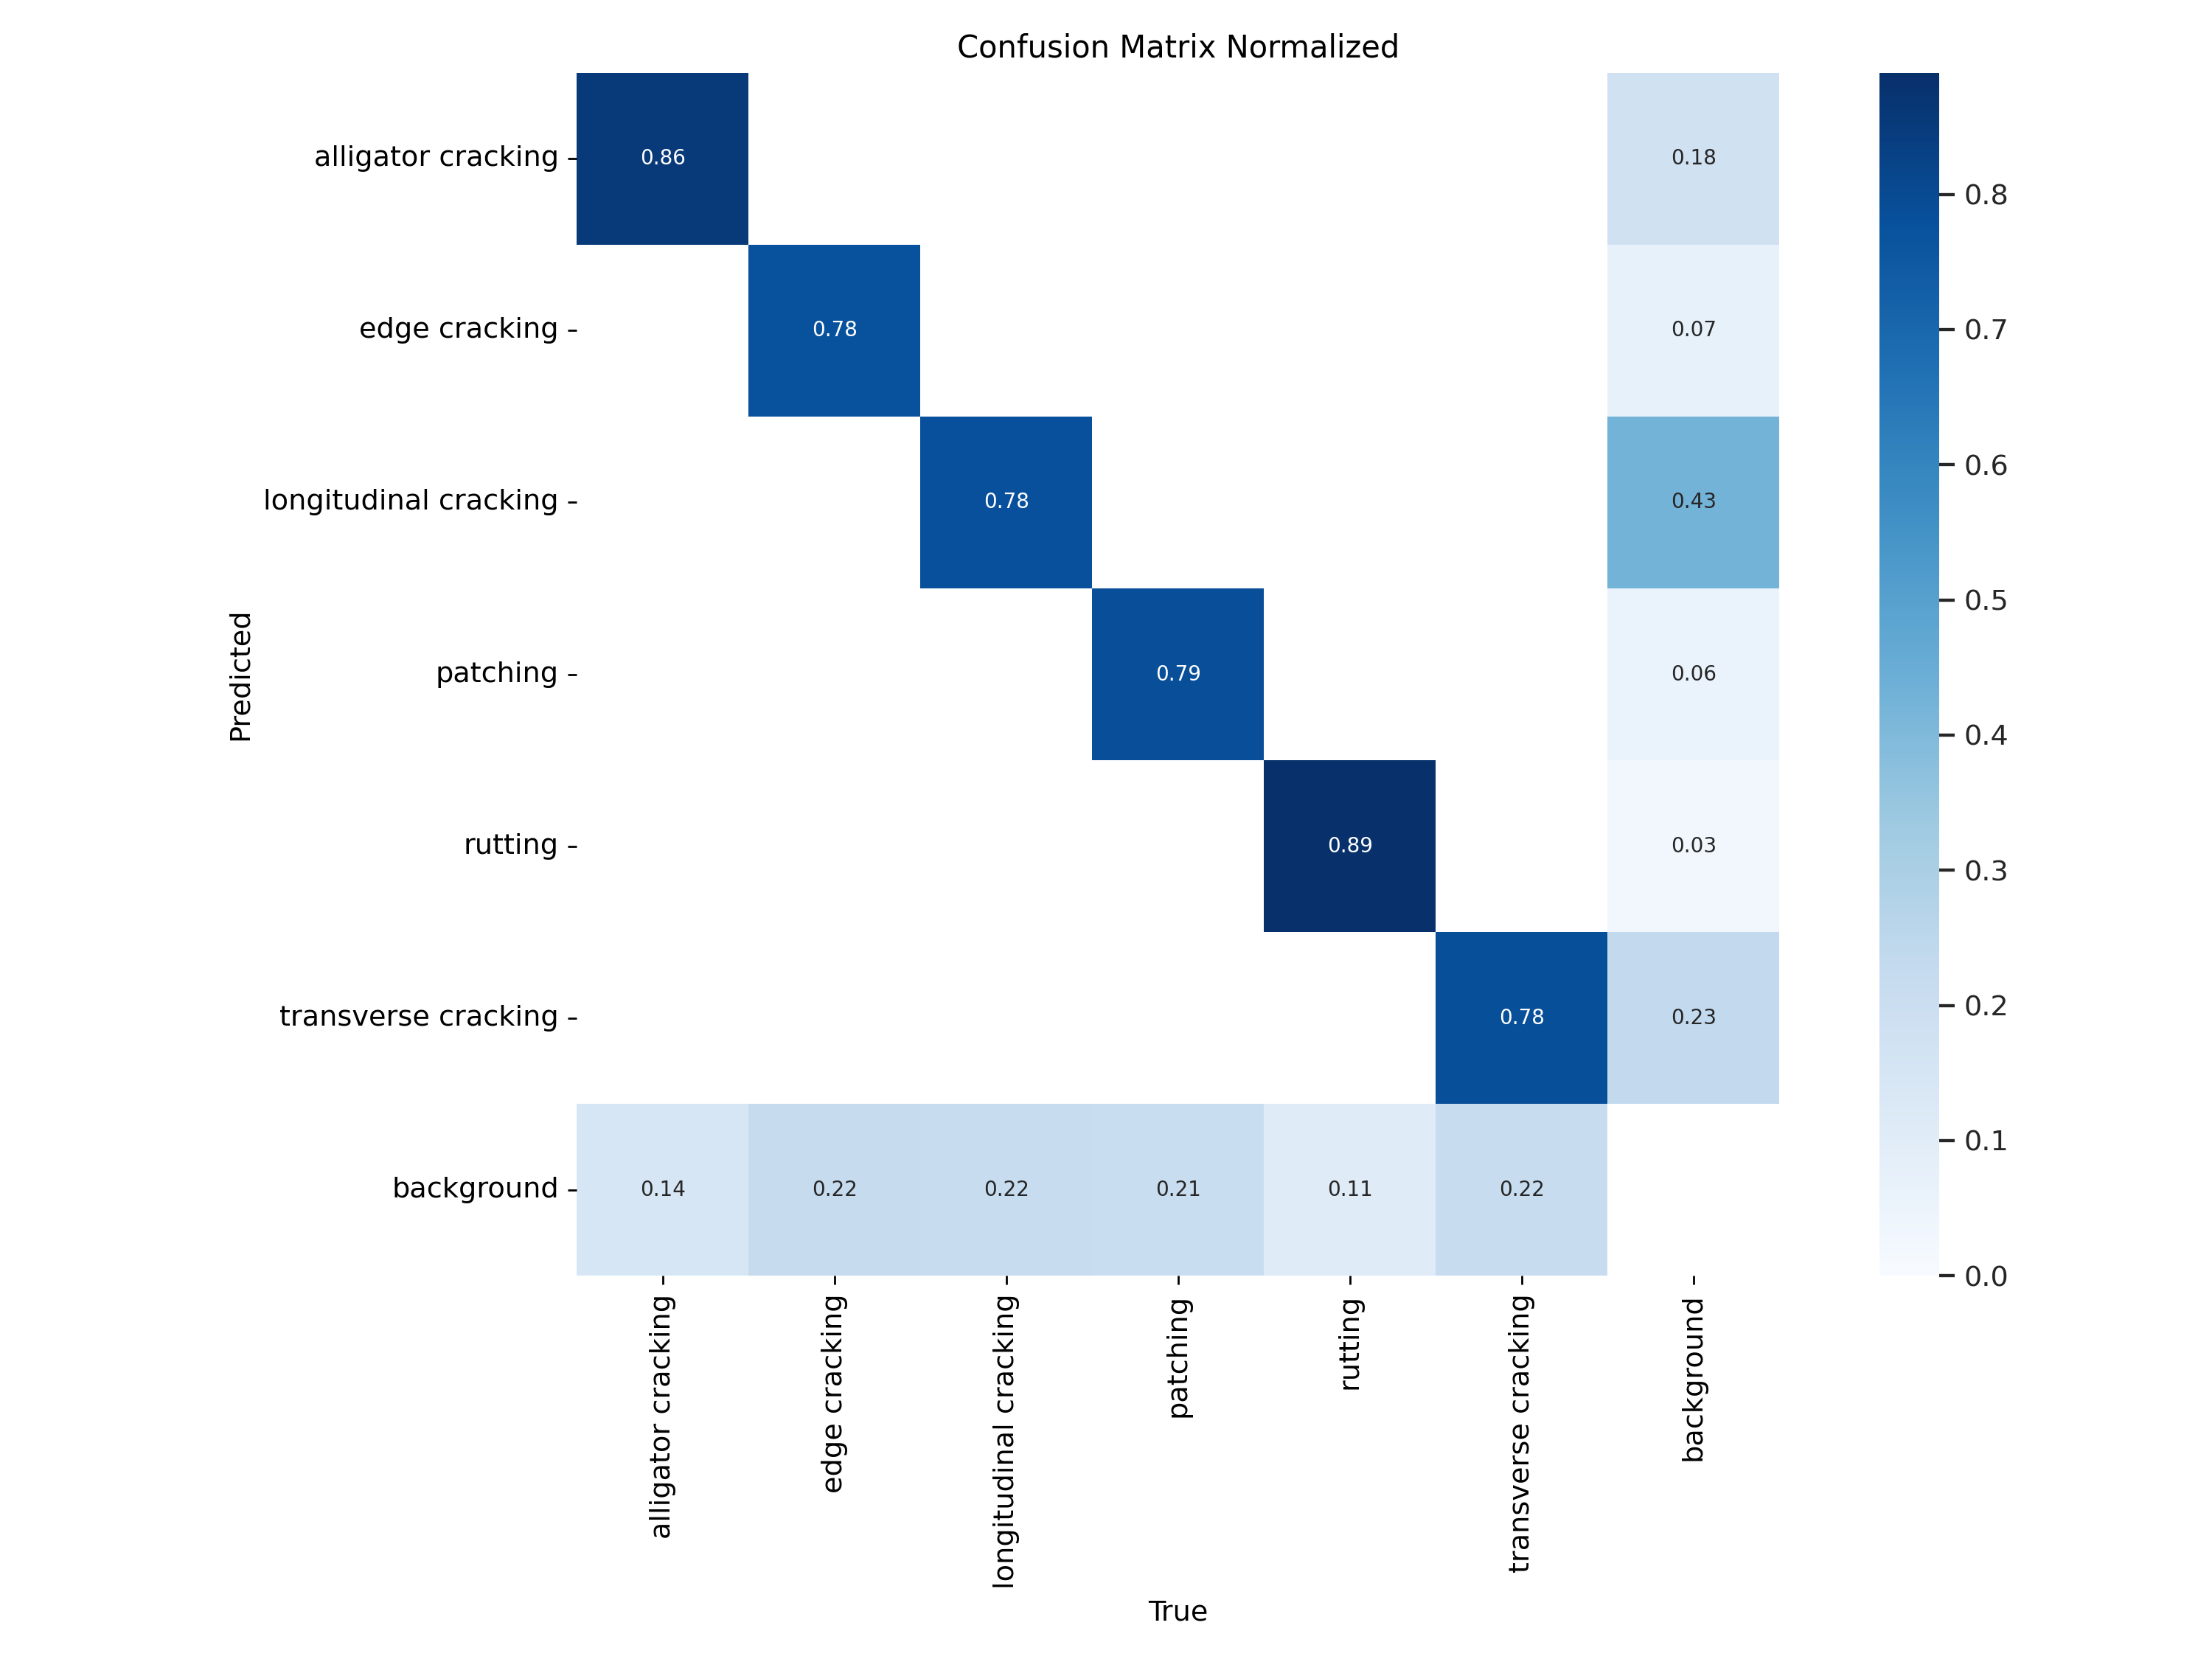 Confusion Matrix Normalized
Predicted
alligator cracking
0.86
0.18
edge cracking
0.78
0.07
longitudinal cracking
0.78
0.43
patching
0.79
0.06
rutting
0.89
0.03
transverse cracking
0.78
0.23
background
0.14
0.22
0.22
0.21
0.11
0.22
alligator cracking
edge cracking
longitudinal cracking
patching
rutting
transverse cracking
background
True
0.8
0.7
0.6
0.5
0.4
0.3
0.2
0.1
0.0